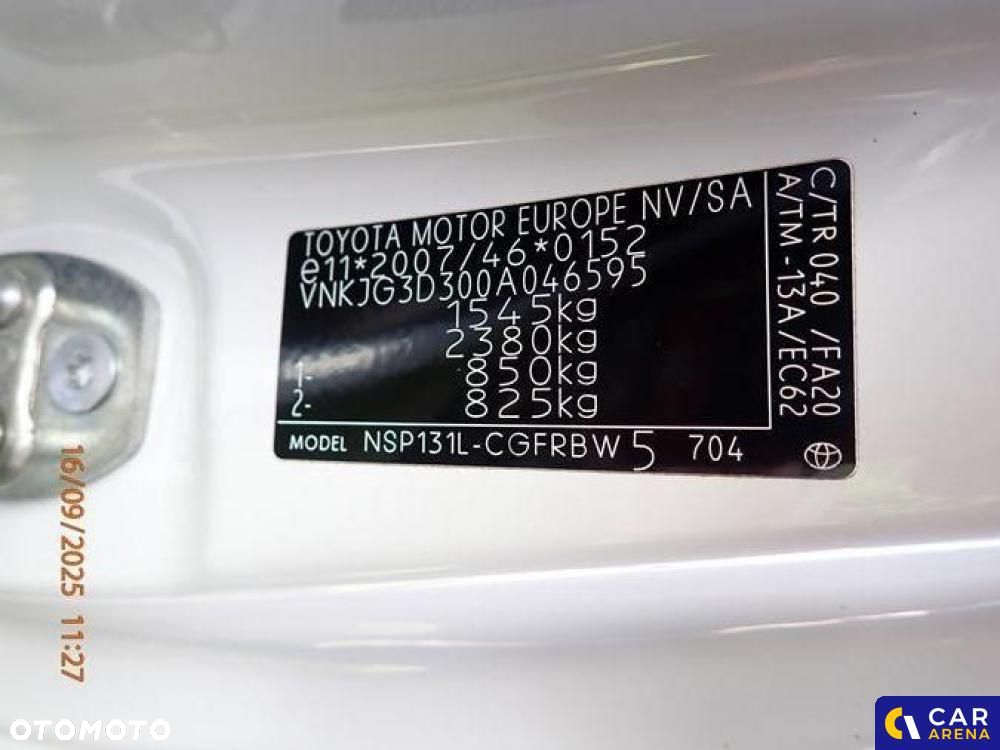 TOYOTA MOTOR EUROPE NV/SA
e11*2007/46*0152
VNKJG3D300A046595
1545kg
2380kg
1- 850kg
2- 825kg
C/TR 040 /FA20
A/TM -13A/EC62
MODEL NSP131L-CGFRBW 5 704
16/09/2025 11:27
OTOMOTO
CAR
ARENA